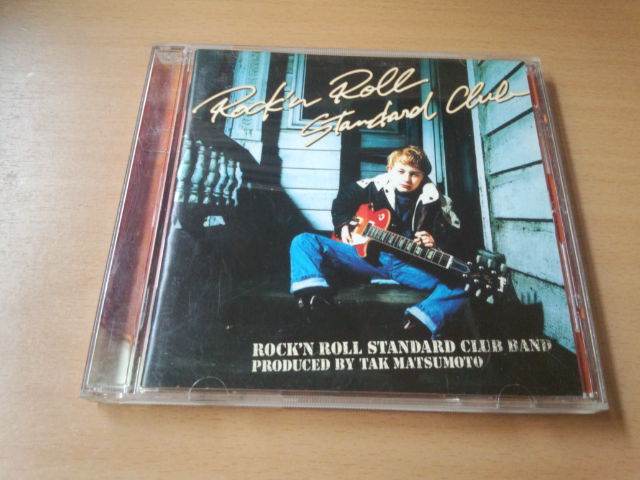 Rock'n Roll
Standard Club
ROCK'N ROLL STANDARD CLUB BAND
PRODUCED BY TAK MATSUMOTO